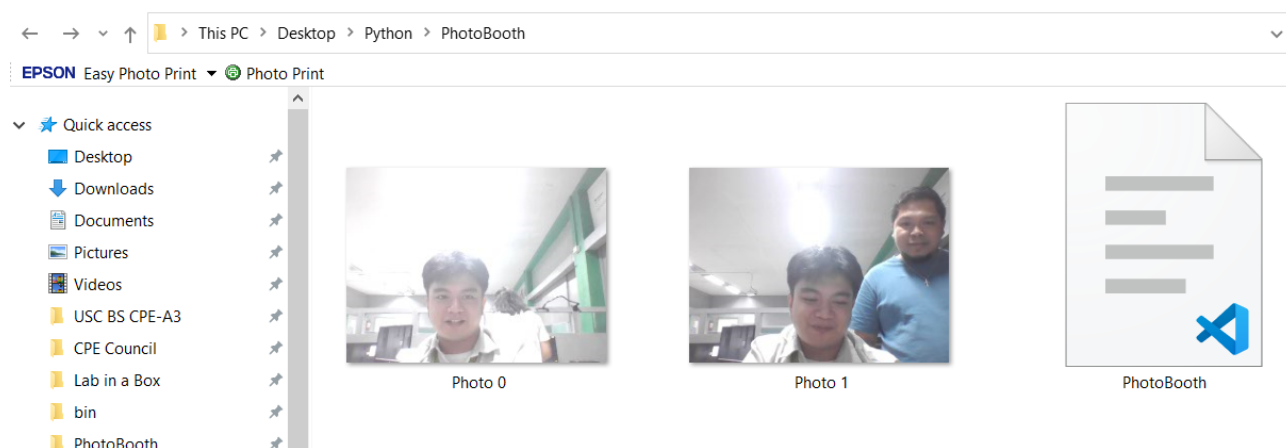 This PC > Desktop > Python > PhotoBooth
EPSON Easy Photo Print Photo Print
Quick access
Desktop
Downloads
Documents
Pictures
Videos
USC BS CPE-A3
CPE Council
Lab in a Box
bin
PhotoBooth
Photo 0
Photo 1
PhotoBooth